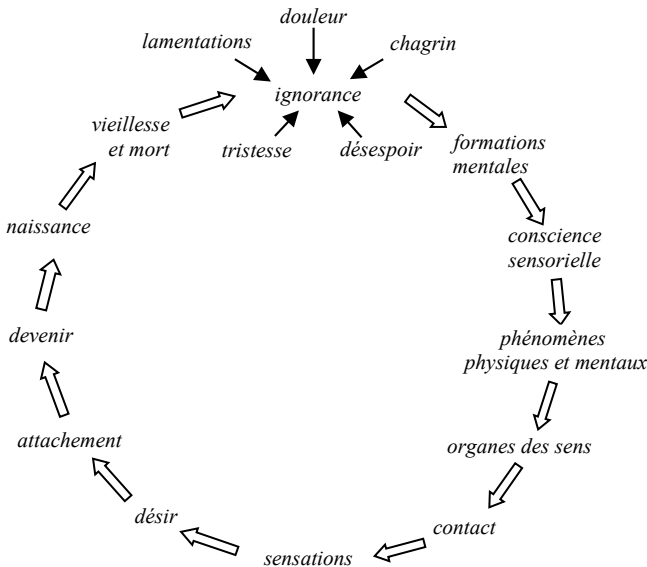 douleur
lamentations
chagrin
ignorance
vieillesse
et mort
tristesse
désespoir
formations
mentales
naissance
conscience
sensorielle
devenir
phénomènes
physiques et mentaux
attachement
organes des sens
désir
contact
sensations